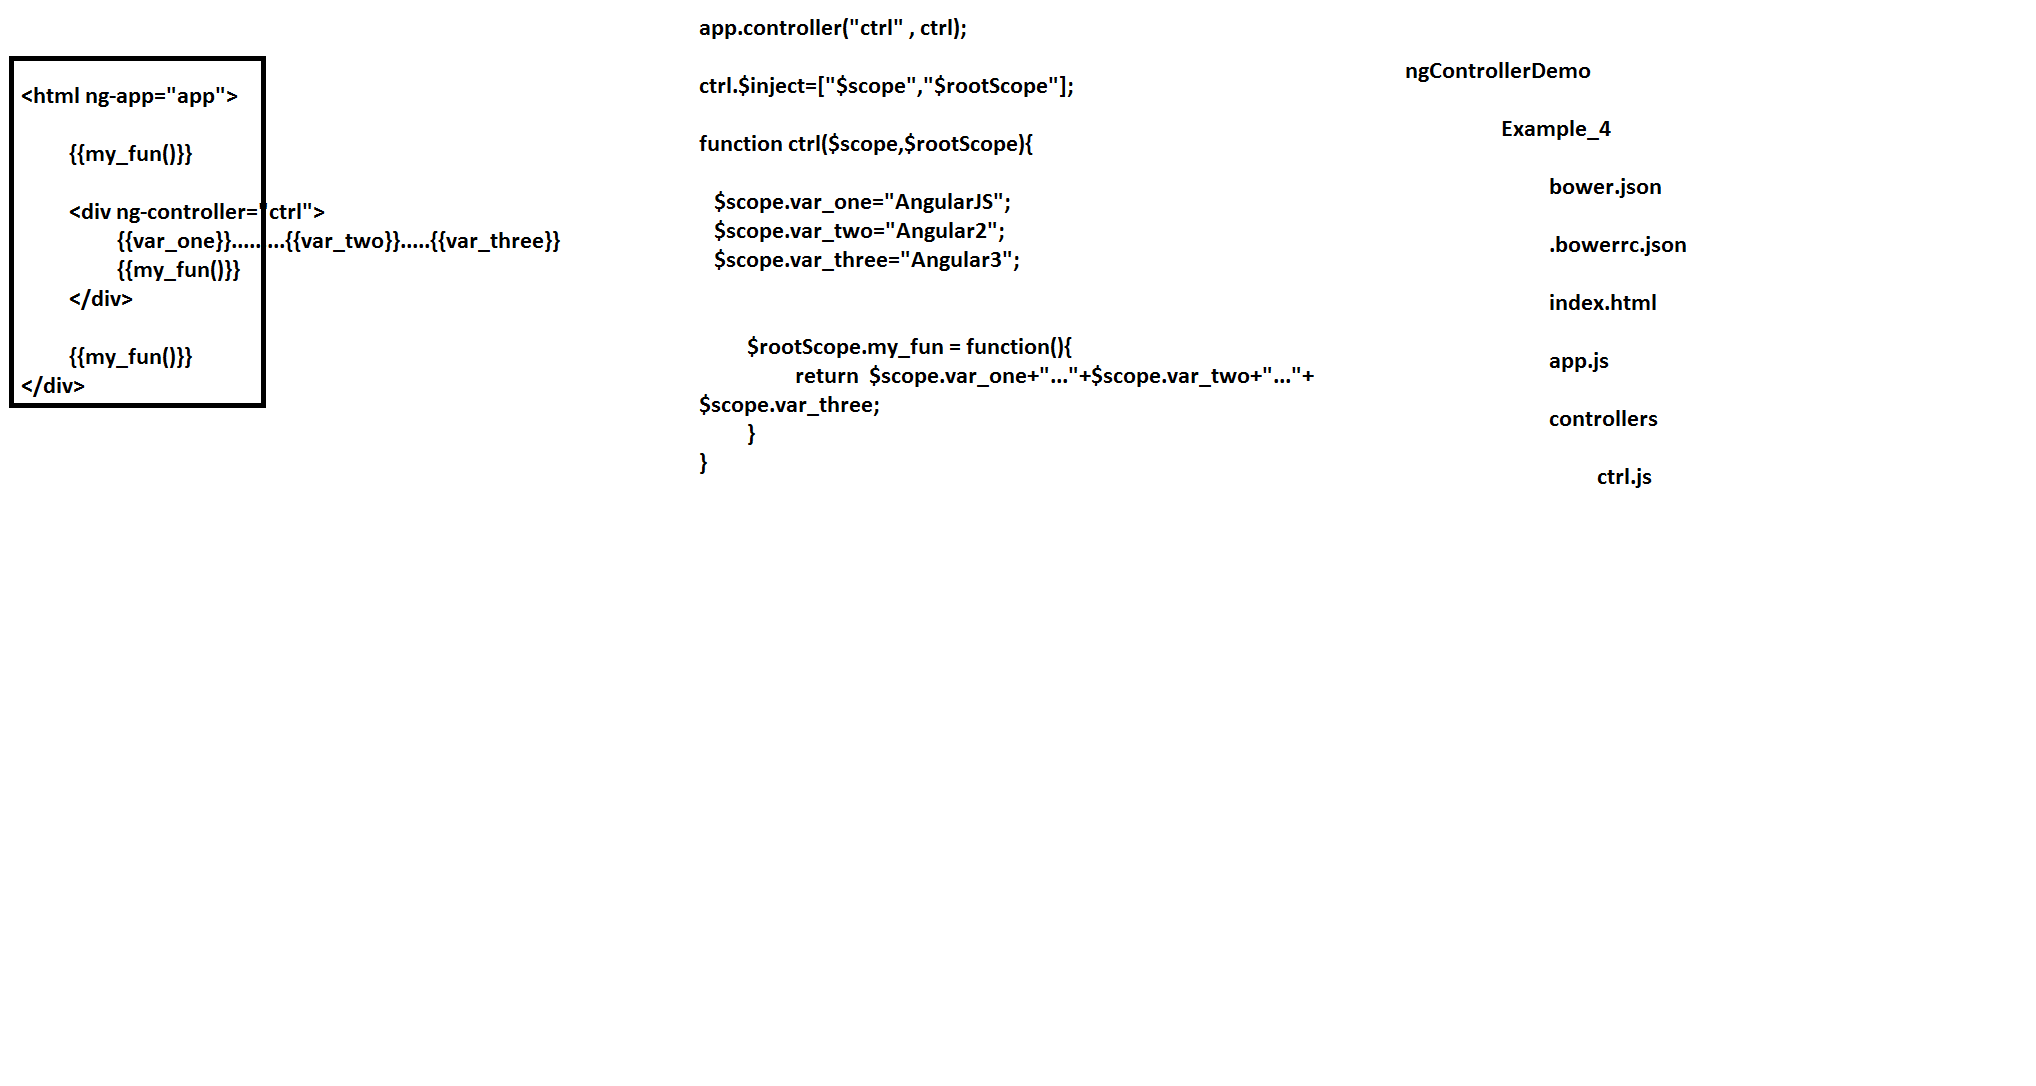 <html ng-app="app">
{{my_fun()}}
<div ng-controller="ctrl">
{{var_one}}.........{{var_two}}.....{{var_three}}
{{my_fun()}}
</div>
{{my_fun()}}
</div>
app.controller("ctrl" , ctrl);
ctrl.$inject=["$scope","$rootScope"];
function ctrl($scope,$rootScope){
$scope.var_one="AngularJS";
$scope.var_two="Angular2";
$scope.var_three="Angular3";
$rootScope.my_fun = function(){
return  $scope.var_one+"..."+$scope.var_two+"..."+
$scope.var_three;
}
}
ngControllerDemo
Example_4
bower.json
.bowerrc.json
index.html
app.js
controllers
ctrl.js